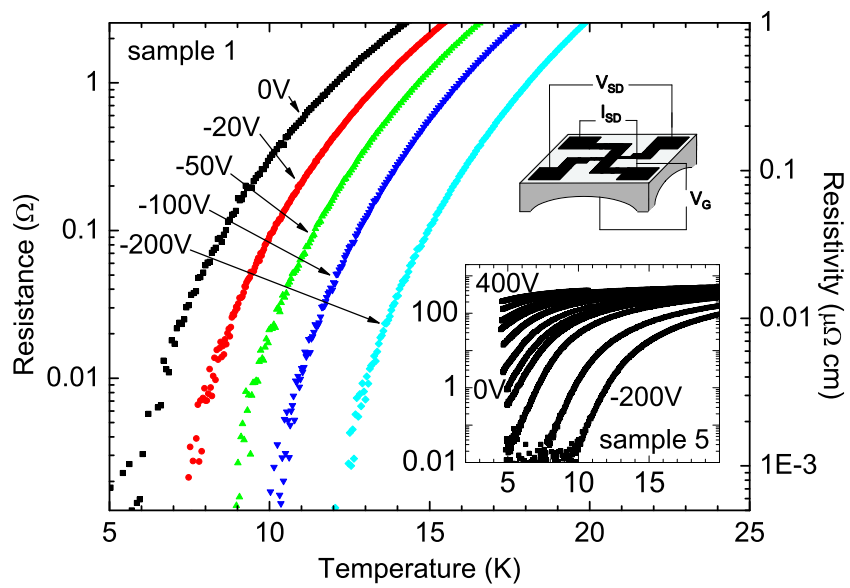 sample 1
0V
-20V
-50V
-100V
-200V
1
0.1
0.01
Resistance (Ω)
5
10
15
20
25
Temperature (K)
1
0.1
0.01
1E-3
Resistivity (μΩ cm)
V_SD
I_SD
V_G
400V
0V
-200V
sample 5
100
1
0.01
5
10
15